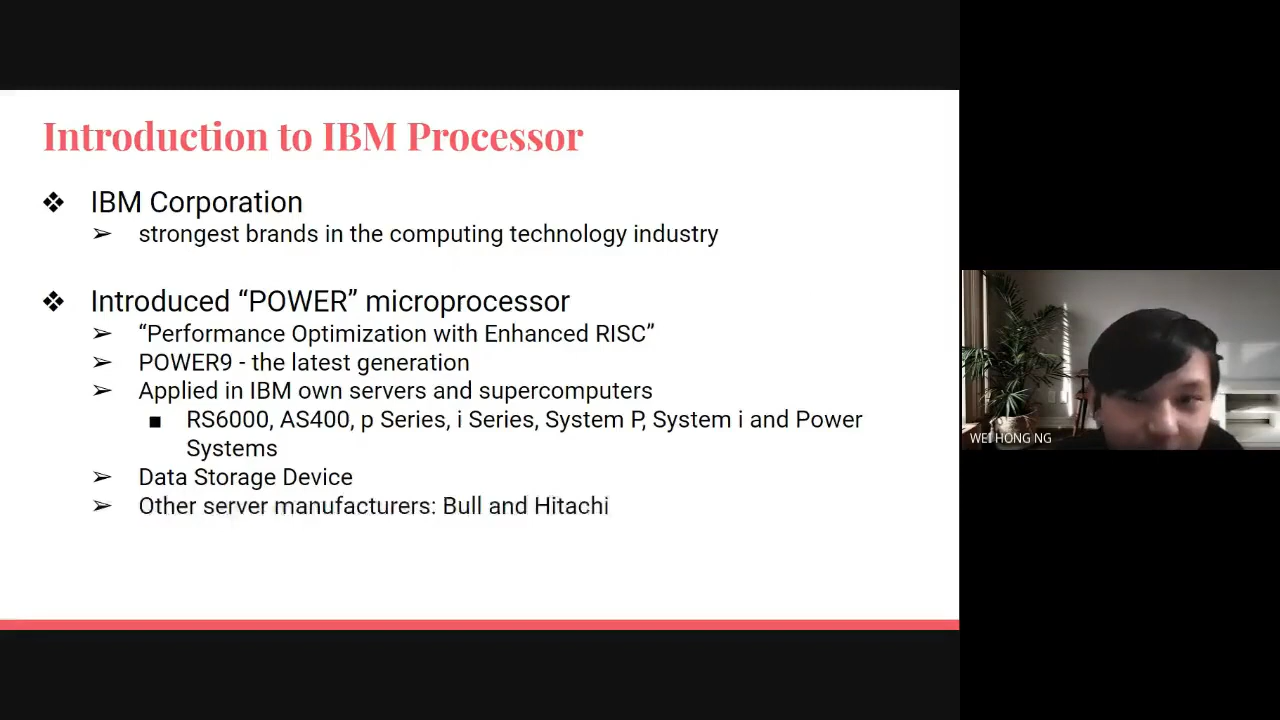 Introduction to IBM Processor
❖ IBM Corporation
➢ strongest brands in the computing technology industry
❖ Introduced “POWER” microprocessor
➢ “Performance Optimization with Enhanced RISC”
➢ POWER9 - the latest generation
➢ Applied in IBM own servers and supercomputers
■ RS6000, AS400, p Series, i Series, System P, System i and Power
Systems
➢ Data Storage Device
➢ Other server manufacturers: Bull and Hitachi
WEI HONG NG